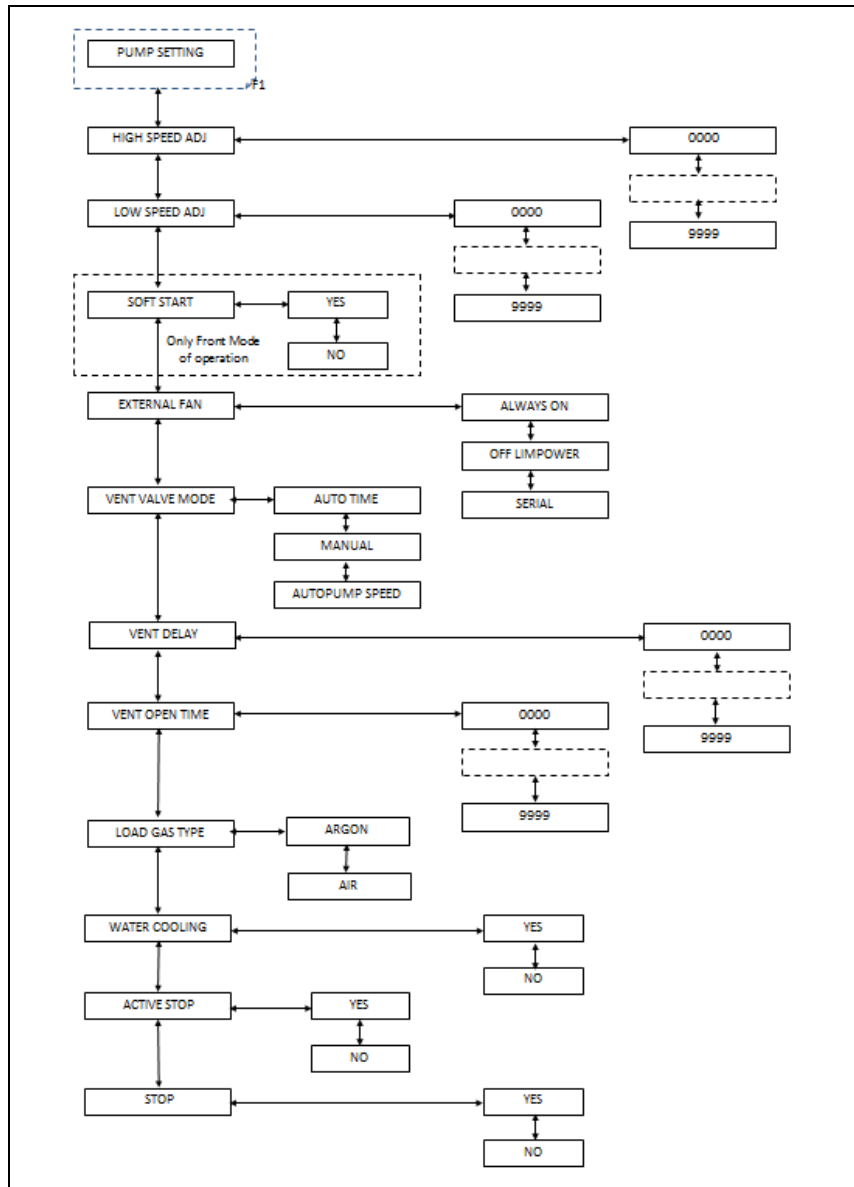 PUMP SETTING
F1
HIGH SPEED ADJ
0000
9999
LOW SPEED ADJ
0000
9999
SOFT START
YES
NO
Only Front Mode
of operation
EXTERNAL FAN
ALWAYS ON
OFF LIMPOWER
SERIAL
VENT VALVE MODE
AUTO TIME
MANUAL
AUTOPUMP SPEED
VENT DELAY
0000
9999
VENT OPEN TIME
0000
9999
LOAD GAS TYPE
ARGON
AIR
WATER COOLING
YES
NO
ACTIVE STOP
YES
NO
STOP
YES
NO